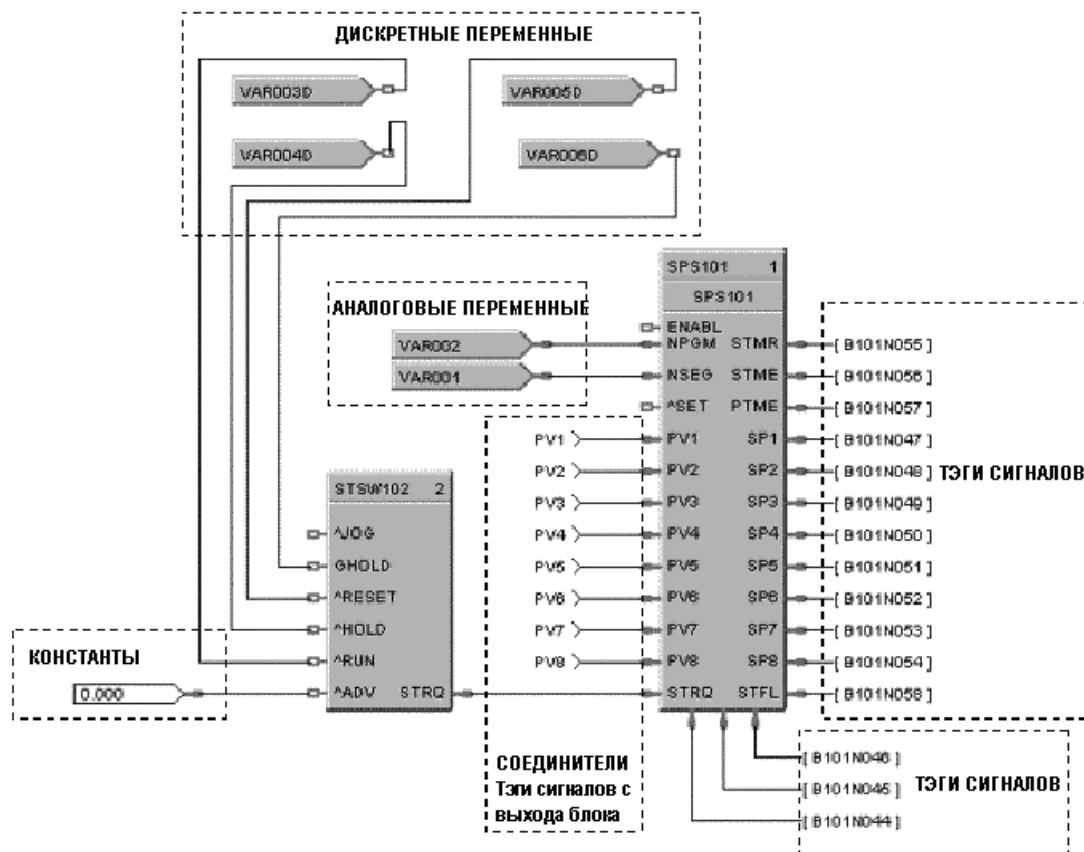 ДИСКРЕТНЫЕ ПЕРЕМЕННЫЕ
VAR003D
VAR005D
VAR004D
VAR006D
АНАЛОГОВЫЕ ПЕРЕМЕННЫЕ
VAR002
VAR001
SPS101 1
SPS101
ENABL
NPGM STMR
NSEG STME
^SET PTME
PV1 SP1
PV2 SP2
PV3 SP3
PV4 SP4
PV5 SP5
PV6 SP6
PV7 SP7
PV8 SP8
STRQ STFL
[ B101N055 ]
[ B101N056 ]
[ B101N057 ]
[ B101N047 ]
[ B101N048 ]
[ B101N049 ]
[ B101N050 ]
[ B101N051 ]
[ B101N052 ]
[ B101N053 ]
[ B101N054 ]
[ B101N058 ]
ТЭГИ СИГНАЛОВ
PV1
PV2
PV3
PV4
PV5
PV6
PV7
PV8
STSW102 2
^JOG
GHOLD
^RESET
^HOLD
^RUN
^ADV STRQ
КОНСТАНТЫ
0.000
СОЕДИНИТЕЛИ
Тэги сигналов с
выхода блока
[ B101N046 ]
[ B101N045 ]
[ B101N044 ]
ТЭГИ СИГНАЛОВ